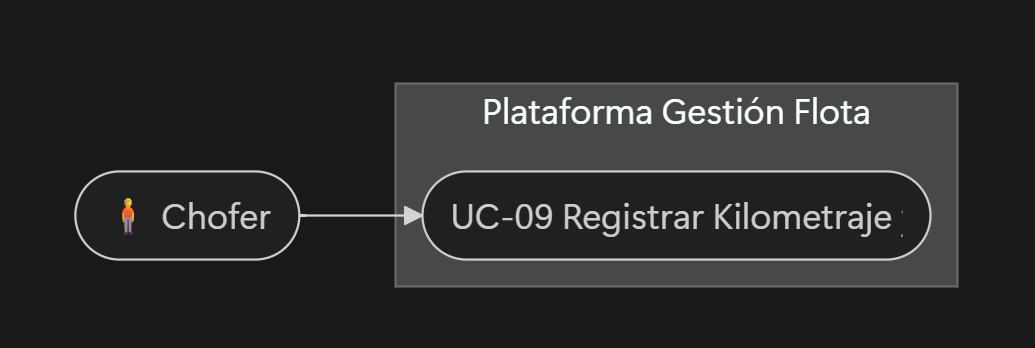 Plataforma Gestión Flota
Chofer
UC-09 Registrar Kilometraje